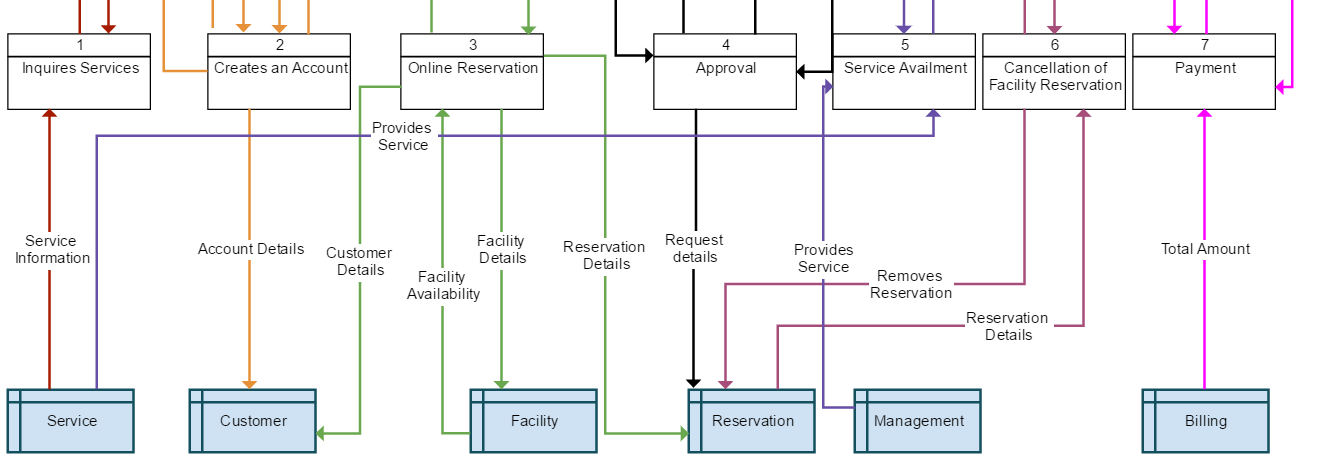 1
2
3
4
5
6
7
Inquires Services
Creates an Account
Online Reservation
Approval
Service Availment
Cancellation of
Facility Reservation
Payment
Provides
Service
Service
Information
Account Details
Customer
Details
Facility
Availability
Facility
Details
Reservation
Details
Request
details
Provides
Service
Removes
Reservation
Reservation
Details
Total Amount
Service
Customer
Facility
Reservation
Management
Billing